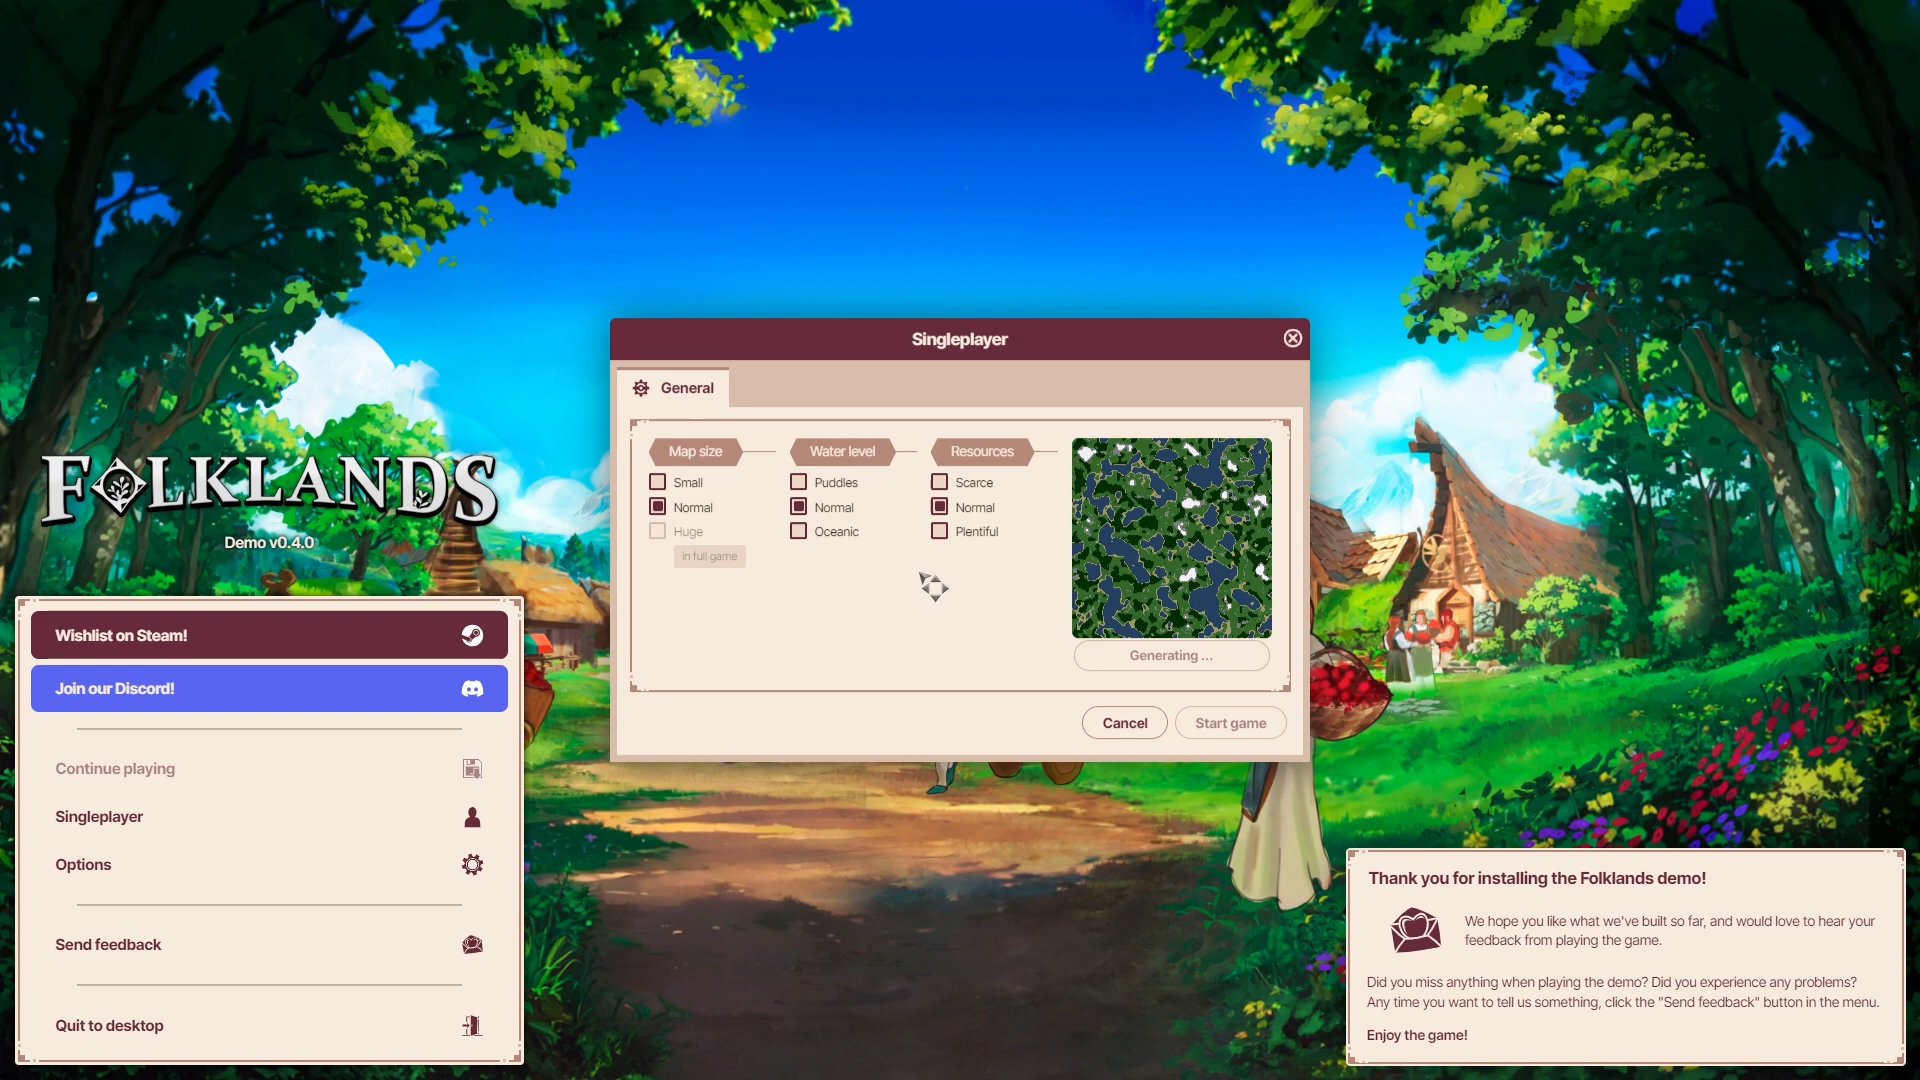 FOLKLANDS
Demo v0.4.0
Wishlist on Steam!
Join our Discord!
Continue playing
Singleplayer
Options
Send feedback
Quit to desktop
Singleplayer
General
Map size
Small
Normal
Huge
in full game
Water level
Puddles
Normal
Oceanic
Resources
Scarce
Normal
Plentiful
Generating ...
Cancel
Start game
Thank you for installing the Folklands demo!
We hope you like what we've built so far, and would love to hear your
feedback from playing the game.
Did you miss anything when playing the demo? Did you experience any problems?
Any time you want to tell us something, click the "Send feedback" button in the menu.
Enjoy the game!